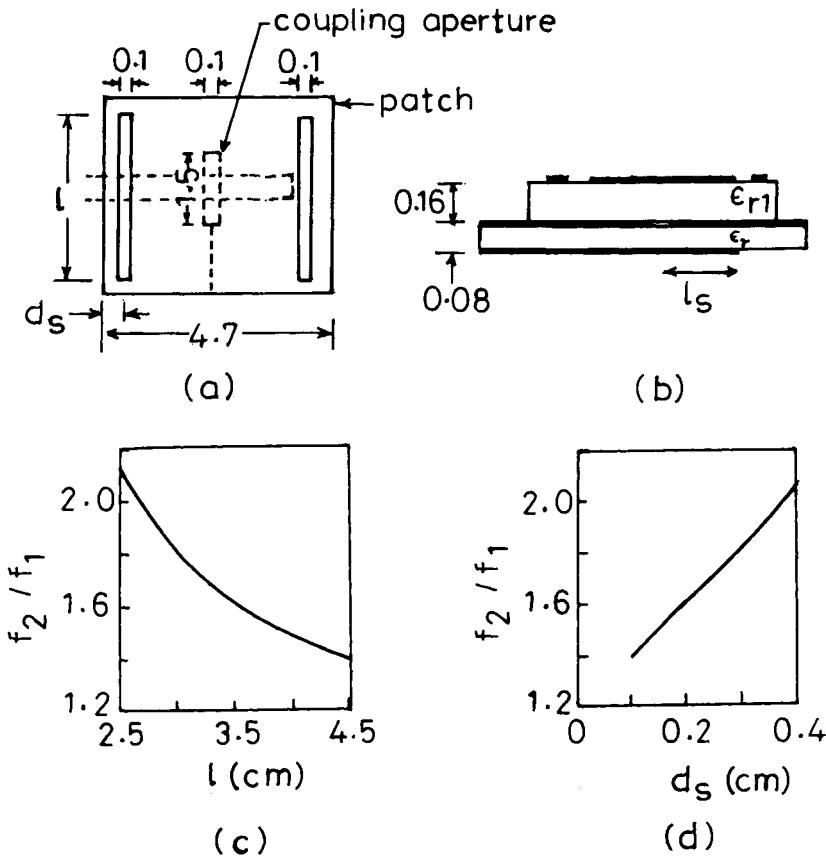 coupling aperture
0.1 0.1 0.1
patch
1.5
l
d_s
4.7
(a)
0.16
ε_r1
ε_r
0.08
l_s
(b)
f_2/f_1
2.0
1.6
1.2
2.5 3.5 4.5
l (cm)
(c)
f_2/f_1
2.0
1.6
1.2
0 0.2 0.4
d_s (cm)
(d)